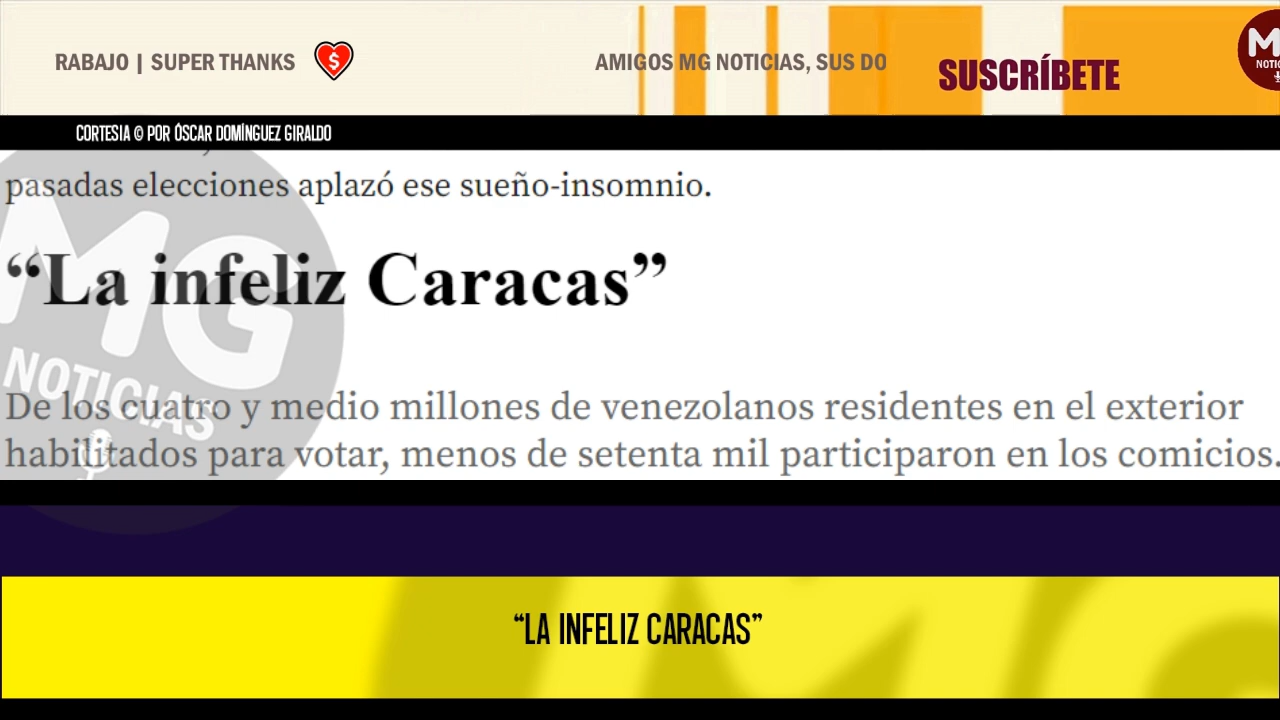 RABAJO | SUPER THANKS
AMIGOS MG NOTICIAS, SUS DO
SUSCRÍBETE
CORTESIA © POR ÓSCAR DOMÍNGUEZ GIRALDO
pasadas elecciones aplazó ese sueño-insomnio.
“La infeliz Caracas”
MG
NOTICIAS
De los cuatro y medio millones de venezolanos residentes en el exterior
habilitados para votar, menos de setenta mil participaron en los comicios.
“LA INFELIZ CARACAS”